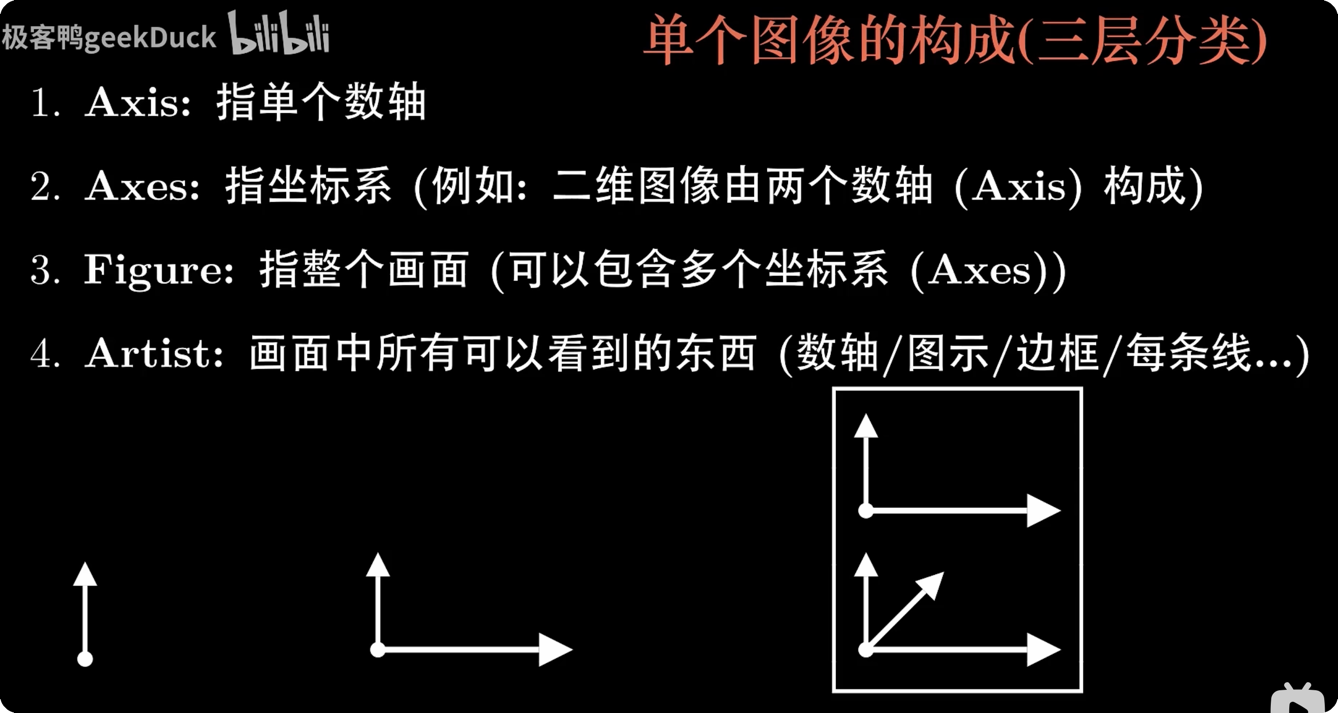 极客鸭geekDuck bilibili
单个图像的构成(三层分类)
1. Axis: 指单个数轴
2. Axes: 指坐标系 (例如: 二维图像由两个数轴 (Axis) 构成)
3. Figure: 指整个画面 (可以包含多个坐标系 (Axes))
4. Artist: 画面中所有可以看到的东西 (数轴/图示/边框/每条线...)